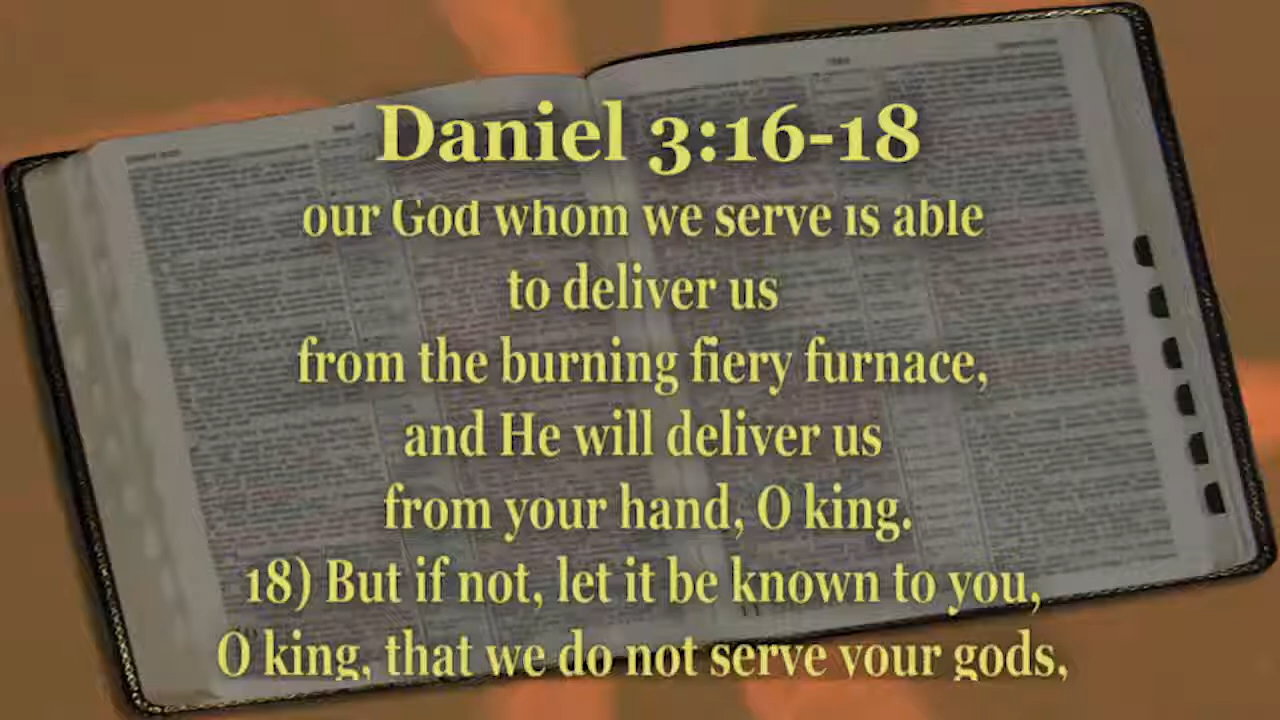 Daniel 3:16-18
our God whom we serve is able
to deliver us
from the burning fiery furnace,
and He will deliver us
from your hand, O king.
18) But if not, let it be known to you,
O king, that we do not serve your gods,